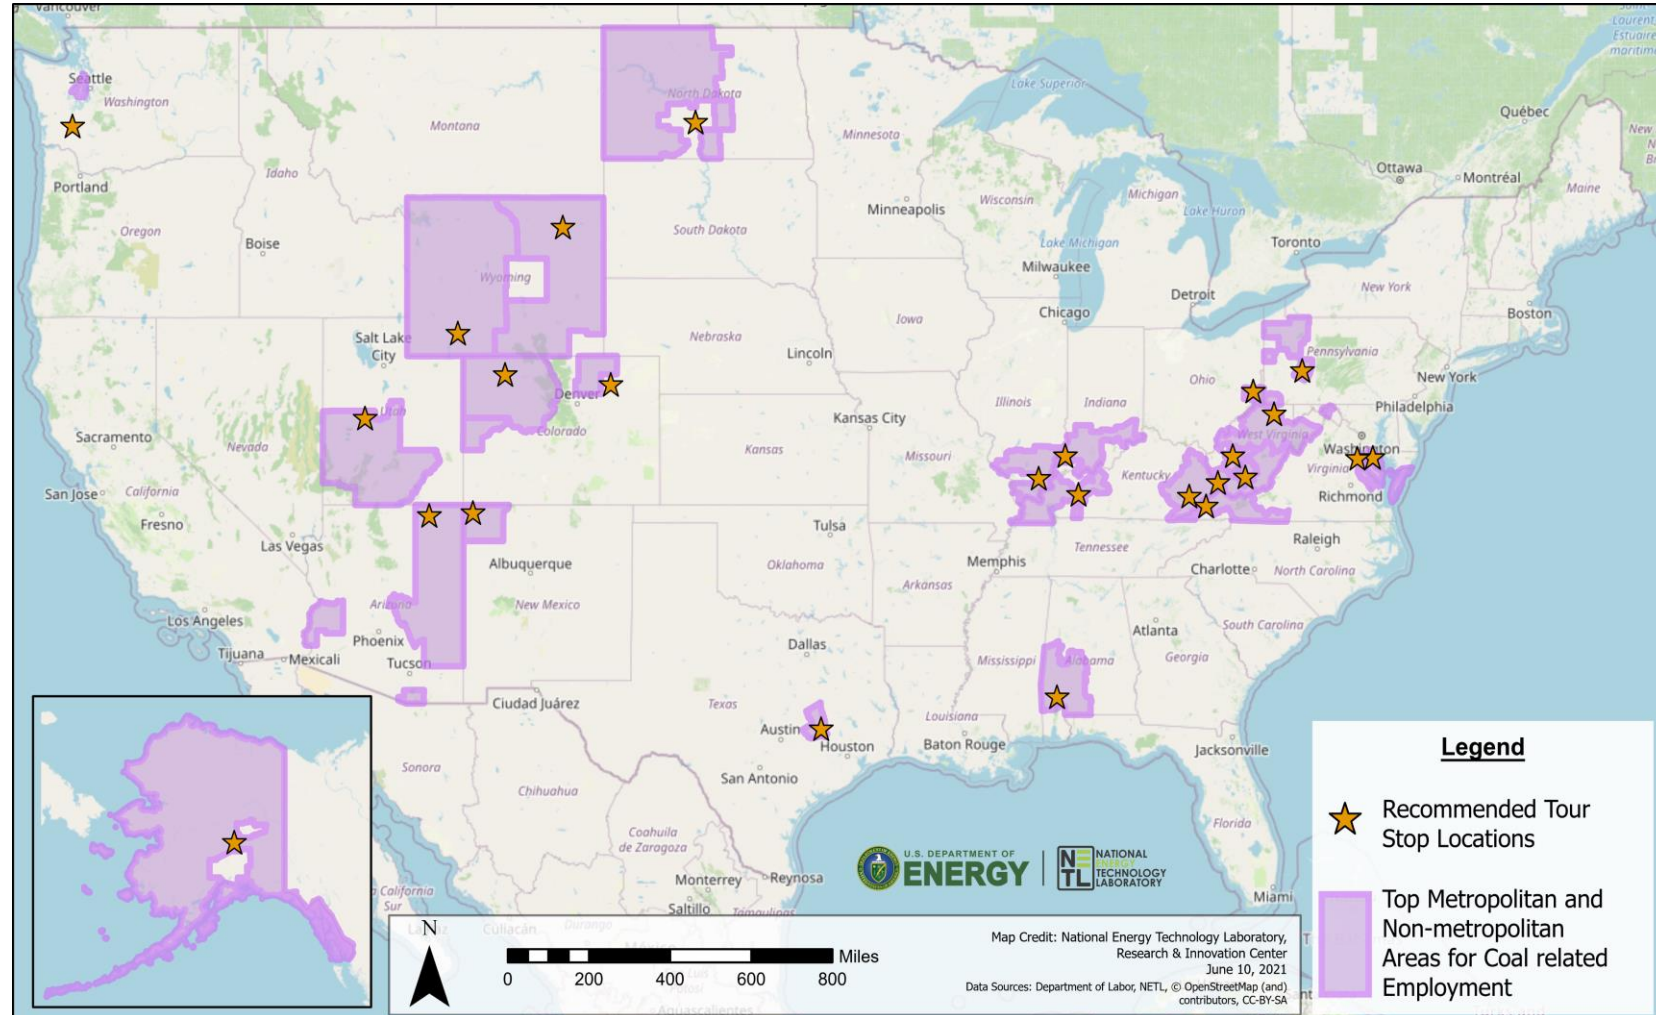 Vancouver
Seattle
Washington
Montana
North Dakota
Minnesota
Lake Superior
Québec
Ottawa
Montréal
Maine
Portland
Idaho
Oregon
Boise
South Dakota
Minneapolis
Wisconsin
Michigan
Lake Huron
Toronto
Lake Michigan
Milwaukee
Wyoming
Detroit
New York
Boston
Chicago
Salt Lake
City
Nebraska
Iowa
Lincoln
Pennsylvania
Ohio
New York
Denver
Utah
Illinois
Indiana
Philadelphia
Sacramento
Nevada
Colorado
Kansas City
West Virginia
Washington
Kansas
Missouri
Kentucky
Virginia
San Jose
California
Richmond
Fresno
Tulsa
Las Vegas
Raleigh
Tennessee
Albuquerque
Oklahoma
Memphis
Charlotte
North Carolina
Arkansas
Arizona
New Mexico
Los Angeles
Phoenix
Dallas
Atlanta
South Carolina
Tijuana
Mexicali
Tucson
Mississippi
Alabama
Georgia
Ciudad Juárez
Texas
Louisiana
Austin
Houston
Baton Rouge
Jacksonville
San Antonio
Sonora
Chihuahua
Florida
Coahuila
de Zaragoza
Monterrey
Reynosa
Saltillo
Tamaulipas
Miami
a California
Sur
Culiacán
Durango
Aguascalientes
U.S. DEPARTMENT OF
ENERGY
NETL
NATIONAL
ENERGY
TECHNOLOGY
LABORATORY
N
Miles
0 200 400 600 800
Map Credit: National Energy Technology Laboratory,
Research & Innovation Center
June 10, 2021
Data Sources: Department of Labor, NETL, © OpenStreetMap (and)
contributors, CC-BY-SA
Legend
Recommended Tour
Stop Locations
Top Metropolitan and
Non-metropolitan
Areas for Coal related
Employment